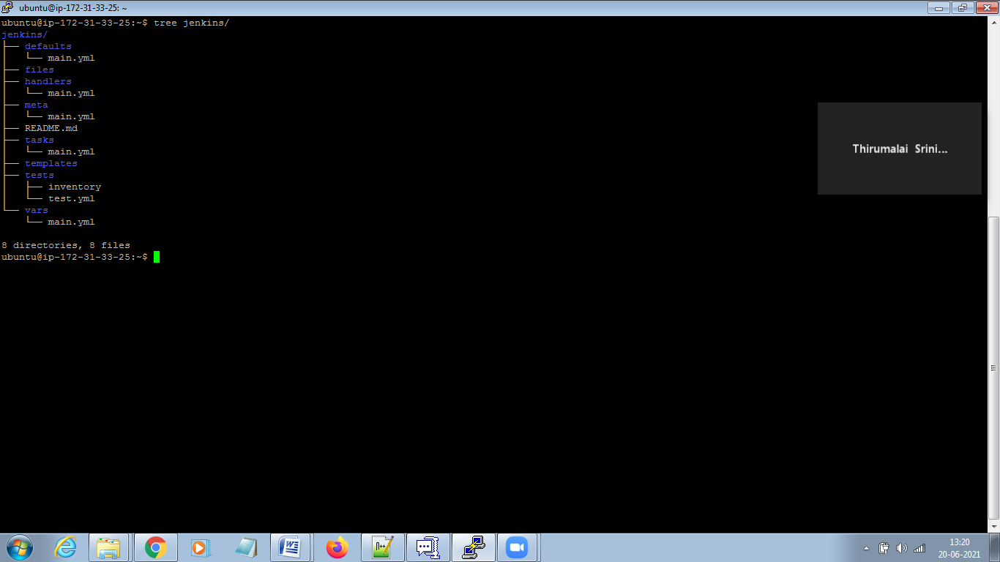 ubuntu@ip-172-31-33-25: ~
ubuntu@ip-172-31-33-25:~$ tree jenkins/
jenkins/
├── defaults
│   └── main.yml
├── files
├── handlers
│   └── main.yml
├── meta
│   └── main.yml
├── README.md
├── tasks
│   └── main.yml
├── templates
├── tests
│   ├── inventory
│   └── test.yml
└── vars
    └── main.yml
8 directories, 8 files
ubuntu@ip-172-31-33-25:~$
Thirumalai Srini...
13:20
20-06-2021